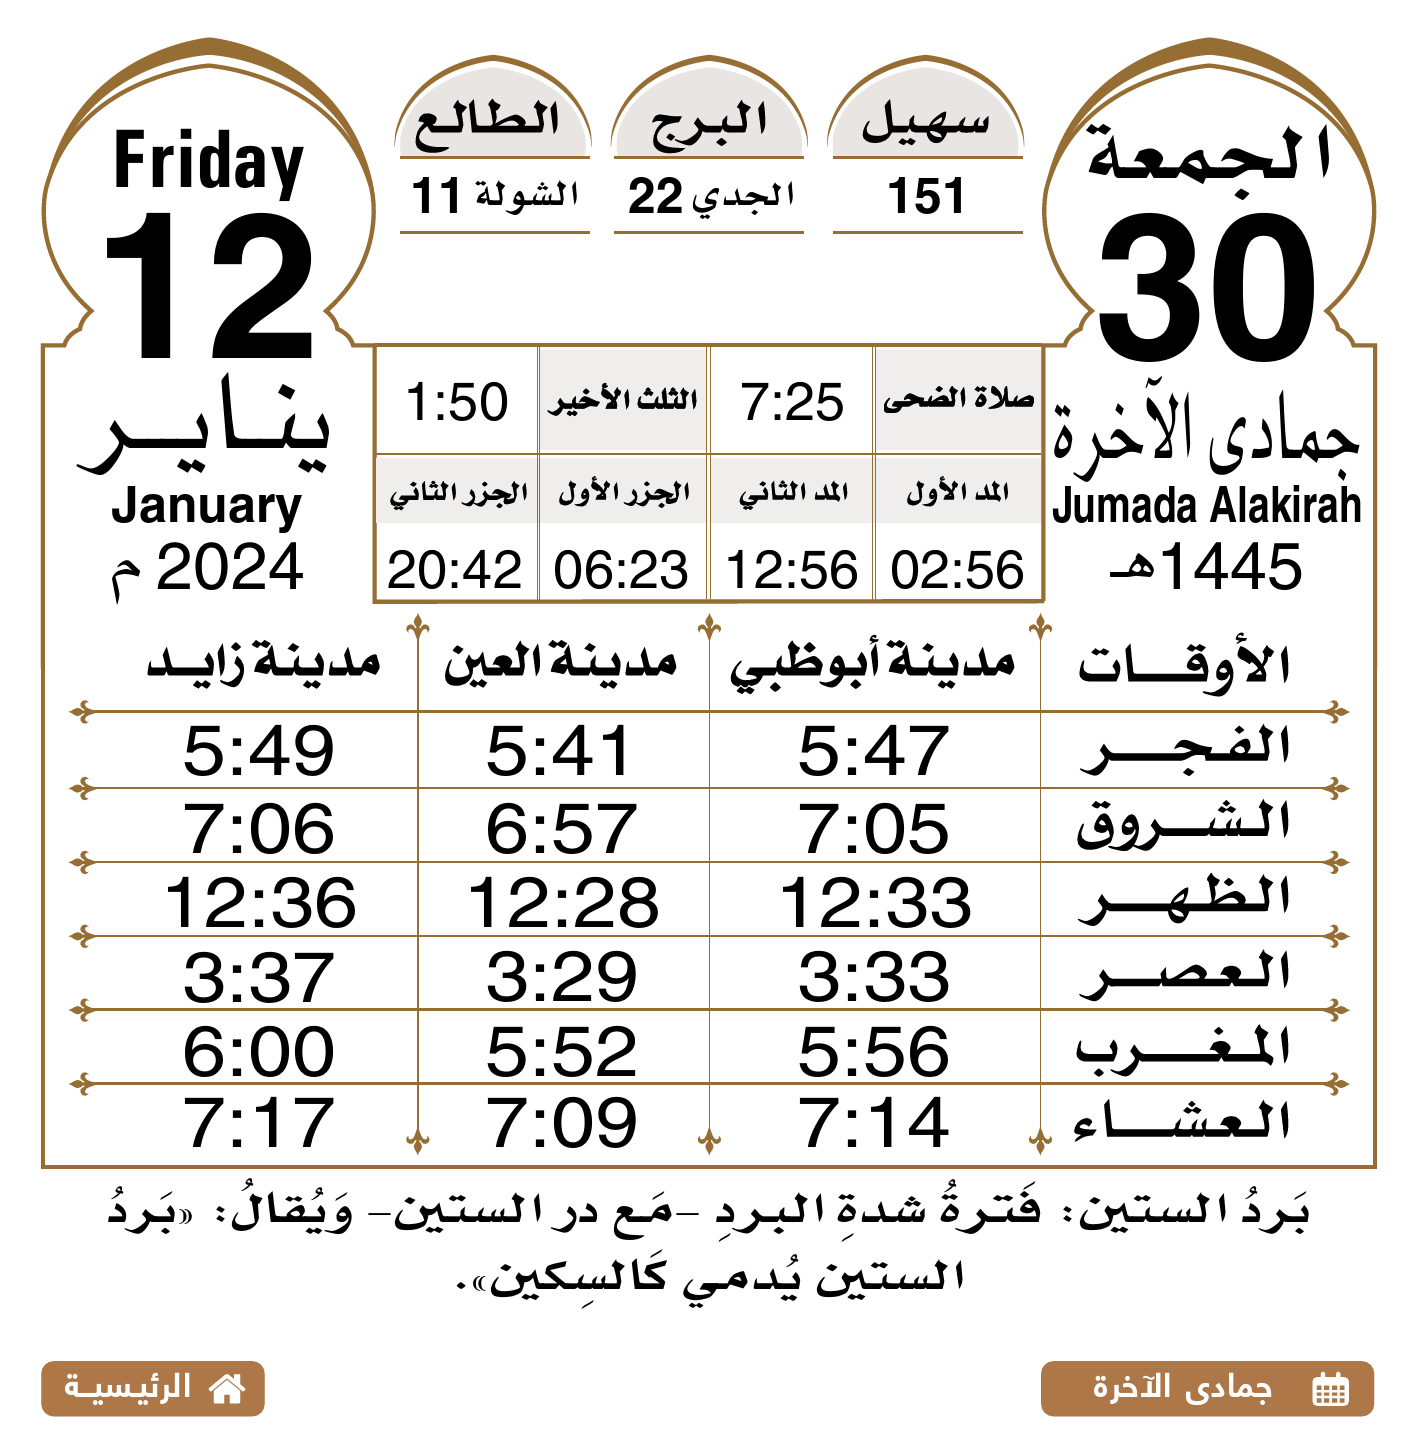 الجمعة
30
جمادى الآخرة
Jumada Alakirah
1445هـ
سهيل
151
البرج
الجدي 22
الطالع
الشولة 11
Friday
12
يناير
January
2024 م
صلاة الضحى 7:25 الثلث الأخير 1:50
المد الأول المد الثاني الجزر الأول الجزر الثاني
02:56 12:56 06:23 20:42
الأوقات مدينة أبوظبي مدينة العين مدينة زايد
الفجر 5:47 5:41 5:49
الشروق 7:05 6:57 7:06
الظهر 12:33 12:28 12:36
العصر 3:33 3:29 3:37
المغرب 5:56 5:52 6:00
العشاء 7:14 7:09 7:17
بَردُ الستين: فَترةُ شدةِ البردِ -مَع در الستين- وَيُقالُ: «بَردُ
الستين يُدمي كَالسِكين».
جمادى الآخرة
الرئيسية